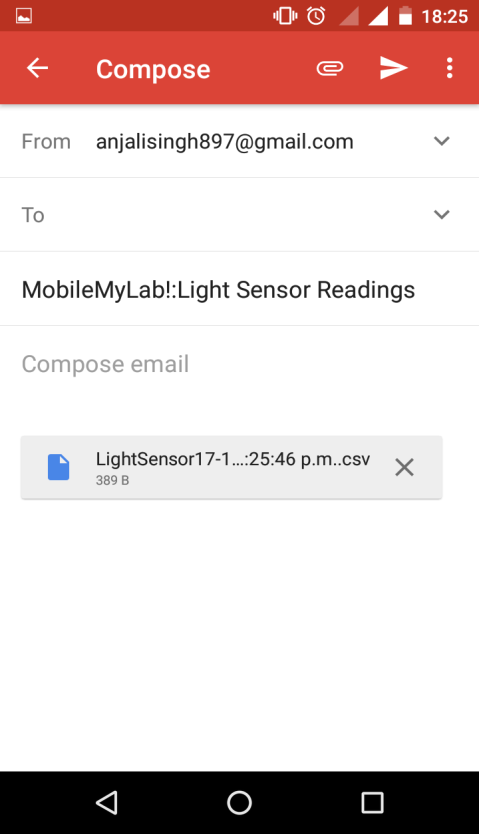 18:25
Compose
From anjalisingh897@gmail.com
To
MobileMyLab!:Light Sensor Readings
Compose email
LightSensor17-1...:25:46 p.m..csv
389 B